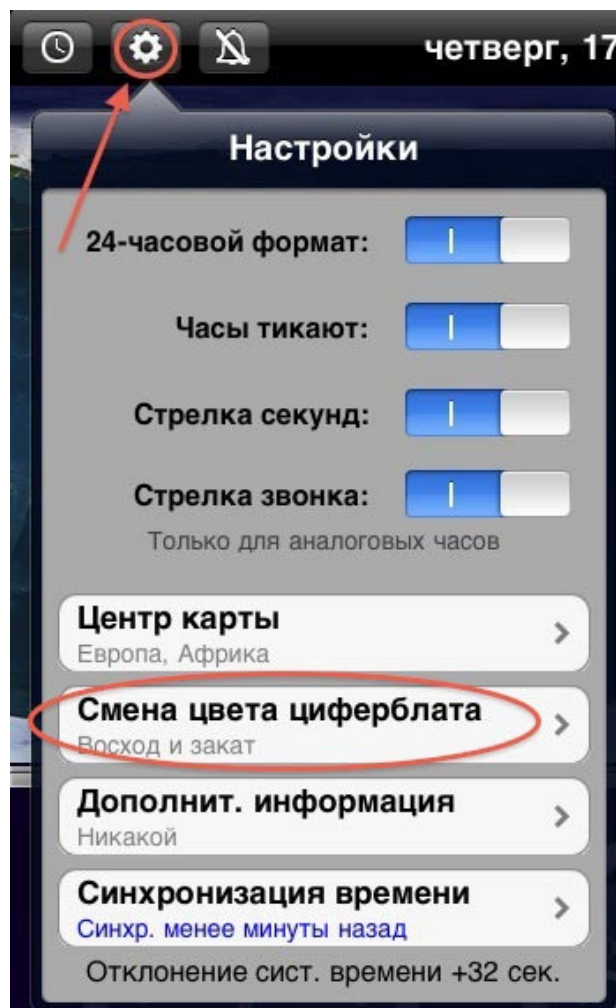 четверг, 17
Настройки
24-часовой формат:
Часы тикают:
Стрелка секунд:
Стрелка звонка:
Только для аналоговых часов
Центр карты
Европа, Африка
Смена цвета циферблата
Восход и закат
Дополнит. информация
Никакой
Синхронизация времени
Синхр. менее минуты назад
Отклонение сист. времени +32 сек.